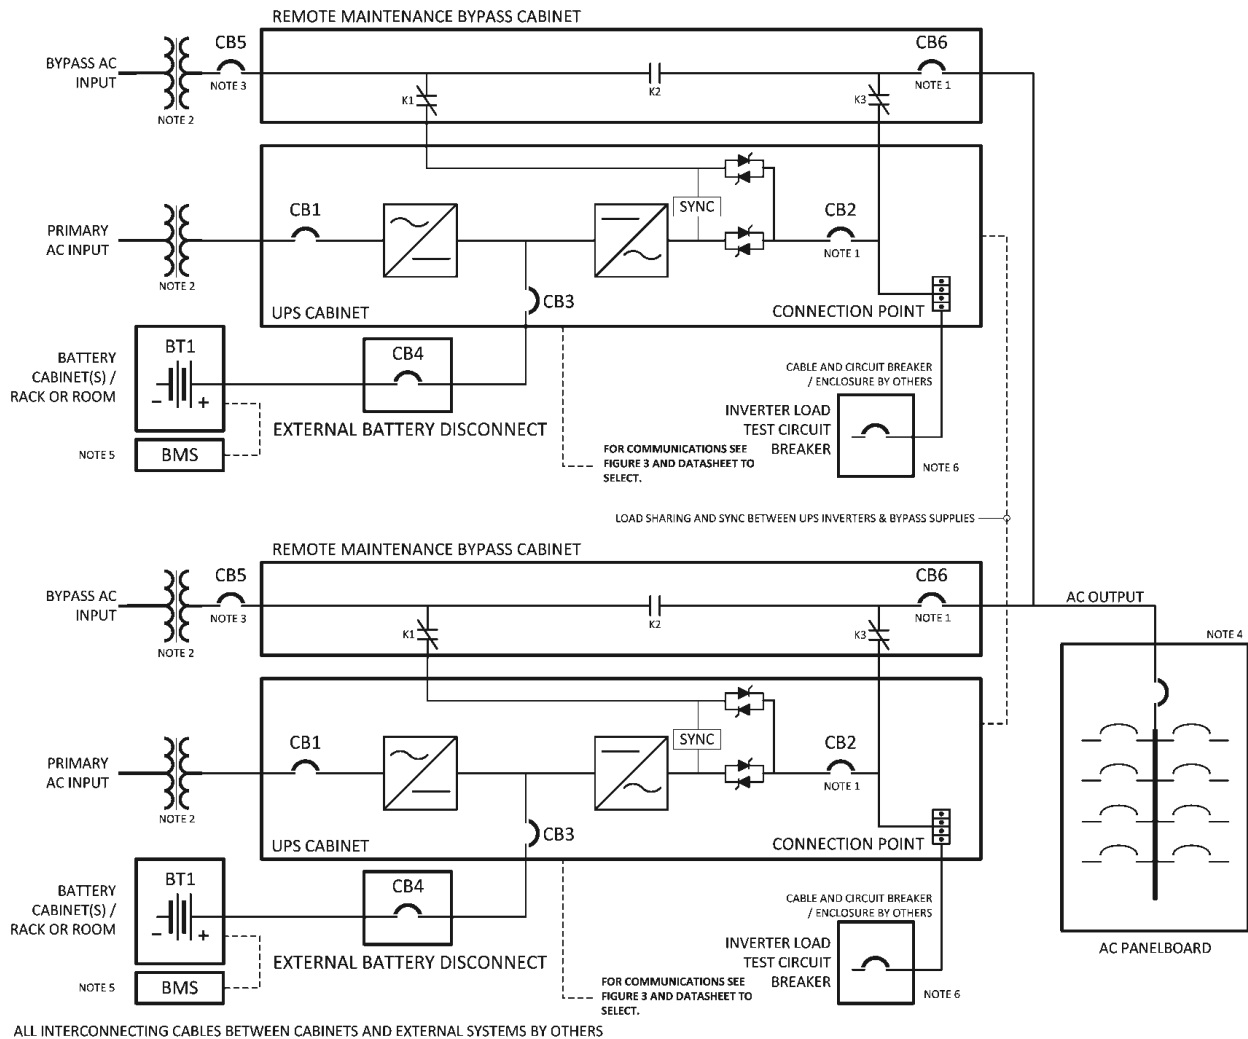 REMOTE MAINTENANCE BYPASS CABINET
BYPASS AC
INPUT
NOTE 2
CB5
NOTE 3
K1
K2
K3
CB6
NOTE 1
PRIMARY
AC INPUT
NOTE 2
CB1
SYNC
CB2
NOTE 1
CB3
UPS CABINET
CONNECTION POINT
BATTERY
CABINET(S) /
RACK OR ROOM
BT1
- +
CB4
EXTERNAL BATTERY DISCONNECT
NOTE 5
BMS
FOR COMMUNICATIONS SEE
FIGURE 3 AND DATASHEET TO
SELECT.
CABLE AND CIRCUIT BREAKER
/ ENCLOSURE BY OTHERS
INVERTER LOAD
TEST CIRCUIT
BREAKER
NOTE 6
LOAD SHARING AND SYNC BETWEEN UPS INVERTERS & BYPASS SUPPLIES
REMOTE MAINTENANCE BYPASS CABINET
BYPASS AC
INPUT
NOTE 2
CB5
NOTE 3
K1
K2
K3
CB6
NOTE 1
AC OUTPUT
NOTE 4
PRIMARY
AC INPUT
NOTE 2
CB1
SYNC
CB2
NOTE 1
CB3
UPS CABINET
CONNECTION POINT
BATTERY
CABINET(S) /
RACK OR ROOM
BT1
- +
CB4
EXTERNAL BATTERY DISCONNECT
NOTE 5
BMS
FOR COMMUNICATIONS SEE
FIGURE 3 AND DATASHEET TO
SELECT.
CABLE AND CIRCUIT BREAKER
/ ENCLOSURE BY OTHERS
INVERTER LOAD
TEST CIRCUIT
BREAKER
NOTE 6
AC PANELBOARD
ALL INTERCONNECTING CABLES BETWEEN CABINETS AND EXTERNAL SYSTEMS BY OTHERS